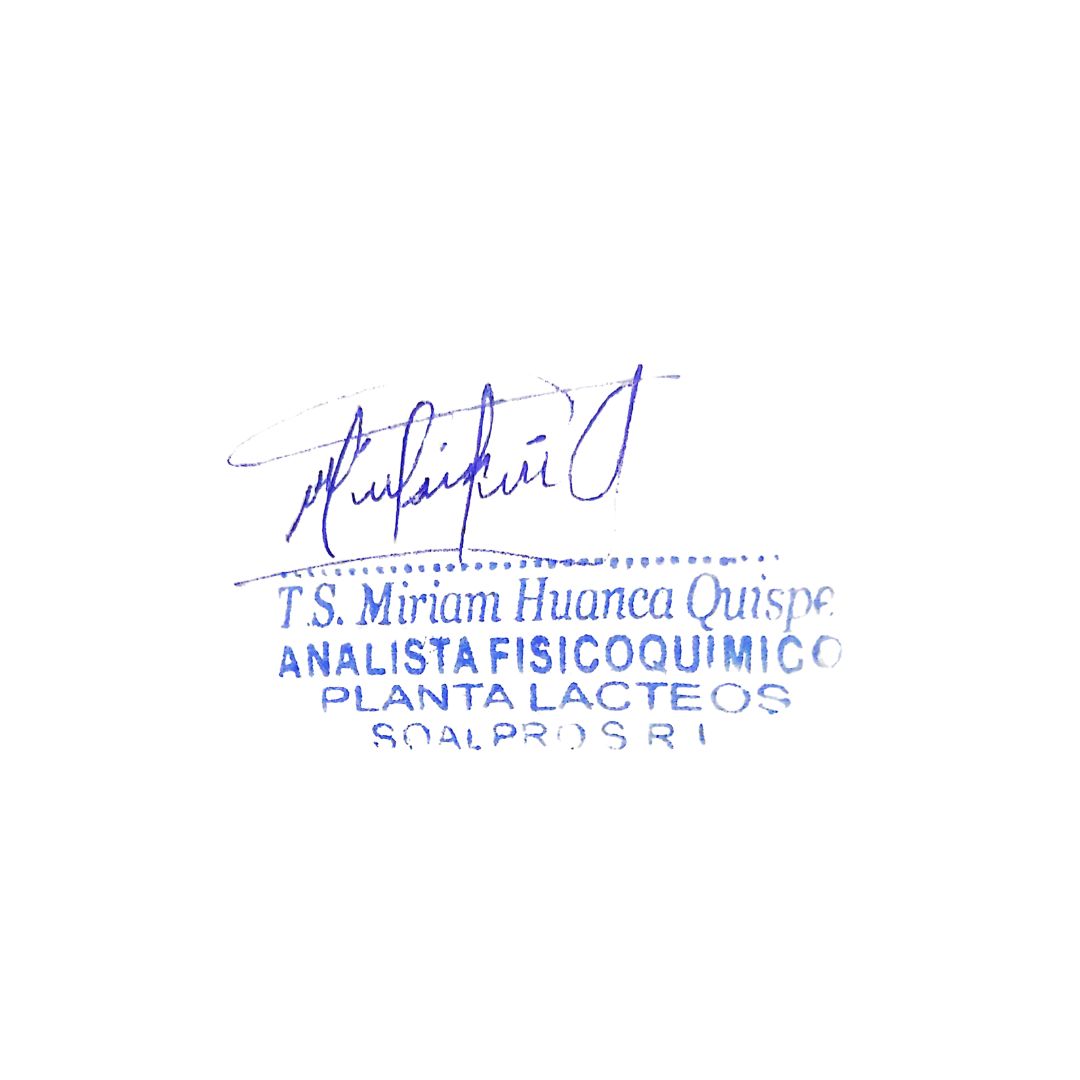 T.S. Miriam Huanca Quispe
ANALISTA FISICOQUIMICO
PLANTA LACTEOS
SOALPRO S R L